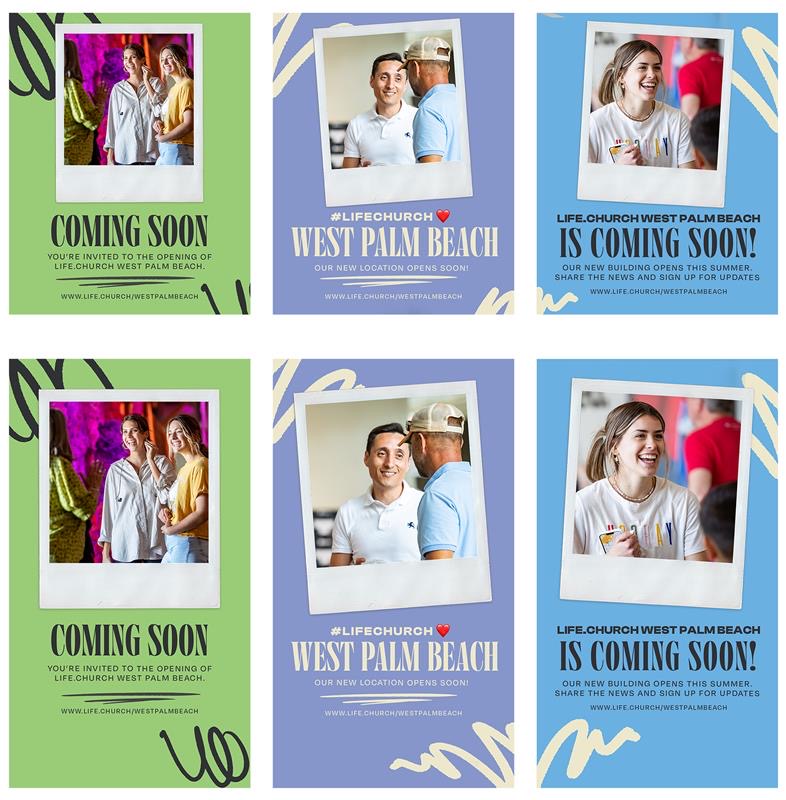 COMING SOON
YOU'RE INVITED TO THE OPENING OF
LIFE.CHURCH WEST PALM BEACH.
WWW.LIFE.CHURCH/WESTPALMBEACH
#LIFECHURCH ❤️
WEST PALM BEACH
OUR NEW LOCATION OPENS SOON!
WWW.LIFE.CHURCH/WESTPALMBEACH
LIFE.CHURCH WEST PALM BEACH
IS COMING SOON!
OUR NEW BUILDING OPENS THIS SUMMER.
SHARE THE NEWS AND SIGN UP FOR UPDATES
WWW.LIFE.CHURCH/WESTPALMBEACH
COMING SOON
YOU'RE INVITED TO THE OPENING OF
LIFE.CHURCH WEST PALM BEACH.
WWW.LIFE.CHURCH/WESTPALMBEACH
#LIFECHURCH ❤️
WEST PALM BEACH
OUR NEW LOCATION OPENS SOON!
WWW.LIFE.CHURCH/WESTPALMBEACH
LIFE.CHURCH WEST PALM BEACH
IS COMING SOON!
OUR NEW BUILDING OPENS THIS SUMMER.
SHARE THE NEWS AND SIGN UP FOR UPDATES
WWW.LIFE.CHURCH/WESTPALMBEACH